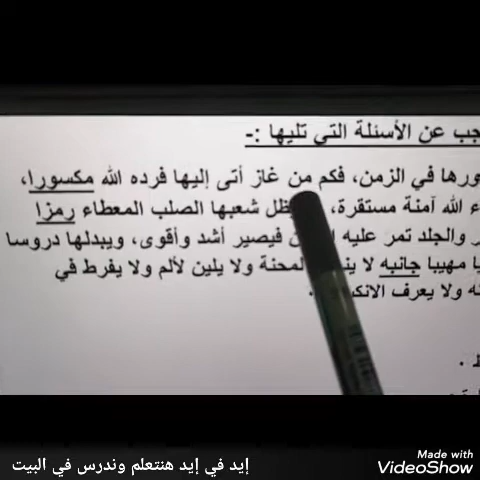 جب عن الأسئلة التي تليها :-
ورها في الزمن، فكم من غاز أتى إليها فرده الله مكسورا،
ء الله آمنة مستقرة، ظل شعبها الصلب المعطاء رمزا
ر والجلد تمر عليه فيصير أشد وأقوى، ويبدلها دروسا
يا مهيبا جانبه لا المحنة ولا يلين لألم ولا يفرط في
ه ولا يعرف
إيد في إيد هنتعلم وندرس في البيت
Made with
VideoShow